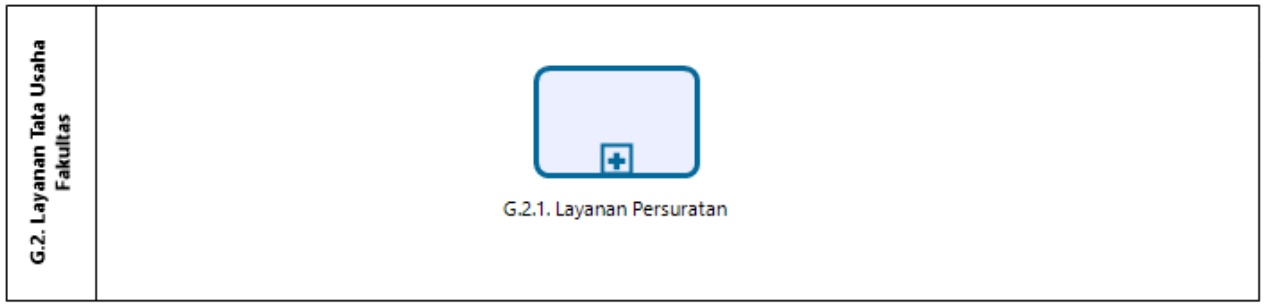 G.2. Layanan Tata Usaha
Fakultas
G.2.1. Layanan Persuratan